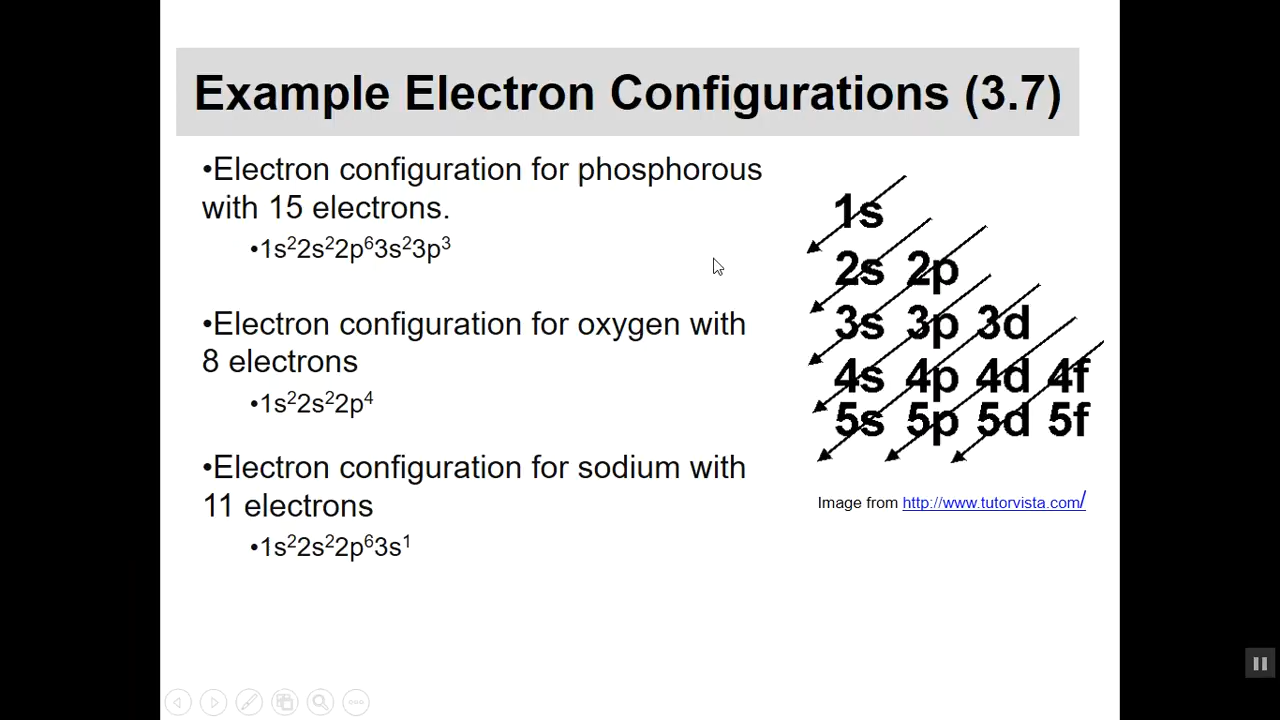 Example Electron Configurations (3.7)
•Electron configuration for phosphorous
with 15 electrons.
•1s²2s²2p⁶3s²3p³
•Electron configuration for oxygen with
8 electrons
•1s²2s²2p⁴
•Electron configuration for sodium with
11 electrons
•1s²2s²2p⁶3s¹
1s
2s 2p
3s 3p 3d
4s 4p 4d 4f
5s 5p 5d 5f
Image from http://www.tutorvista.com/